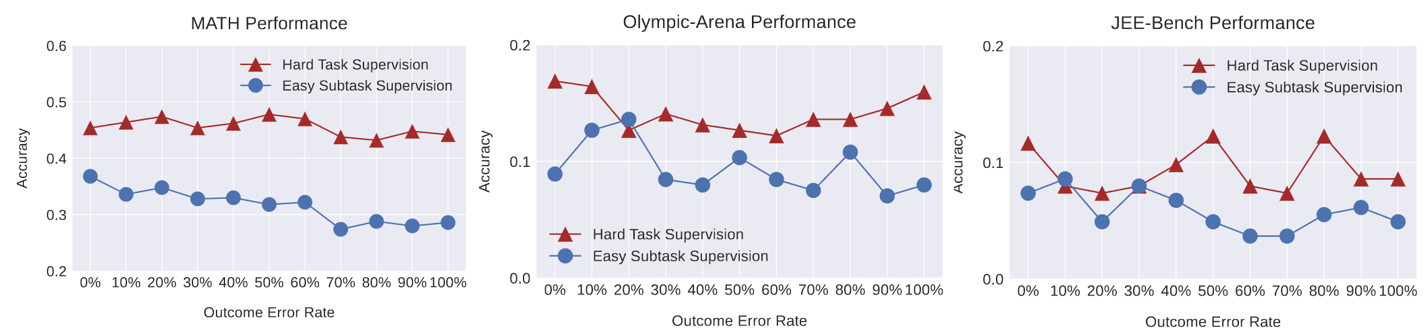 MATH Performance
0.6
0.5
0.4
0.3
0.2
Accuracy
Hard Task Supervision
Easy Subtask Supervision
0% 10% 20% 30% 40% 50% 60% 70% 80% 90% 100%
Outcome Error Rate
Olympic-Arena Performance
0.2
0.1
0.0
Accuracy
Hard Task Supervision
Easy Subtask Supervision
0% 10% 20% 30% 40% 50% 60% 70% 80% 90% 100%
Outcome Error Rate
JEE-Bench Performance
0.2
0.1
0.0
Accuracy
Hard Task Supervision
Easy Subtask Supervision
0% 10% 20% 30% 40% 50% 60% 70% 80% 90% 100%
Outcome Error Rate